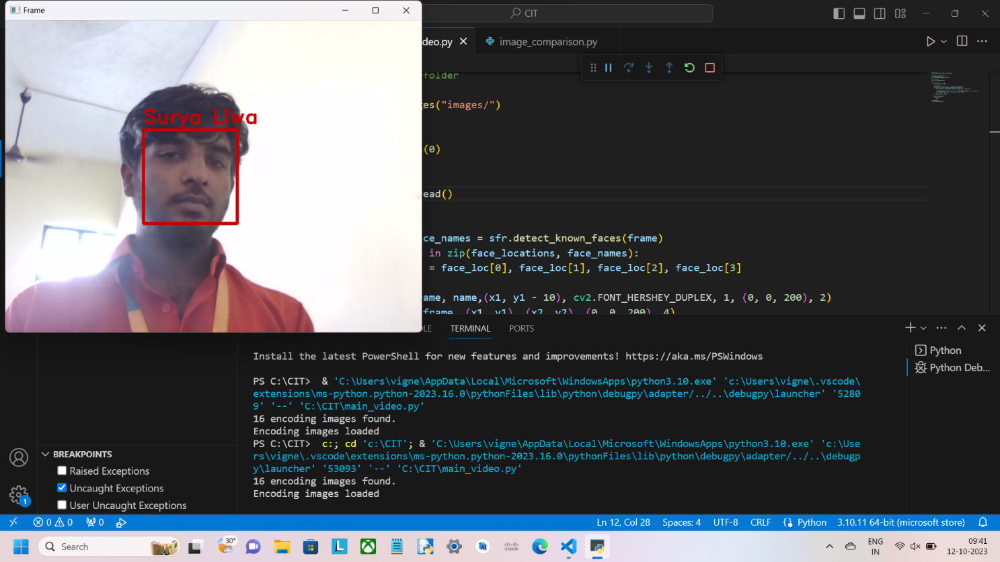 Frame
CIT
Surya Liwa
deo.py
image_comparison.py
folder
es("images/")
(0)
ead()
ce_names = sfr.detect_known_faces(frame)
in zip(face_locations, face_names):
= face_loc[0], face_loc[1], face_loc[2], face_loc[3]
ame, name,(x1, y1 - 10), cv2.FONT_HERSHEY_DUPLEX, 1, (0, 0, 200), 2)
frame, (x1, y1), (x2, y2), (0, 0, 200), 4)
OLE
TERMINAL
PORTS
Install the latest PowerShell for new features and improvements! https://aka.ms/PSWindows
PS C:\CIT>  & 'C:\Users\vigne\AppData\Local\Microsoft\WindowsApps\python3.10.exe' 'c:\Users\vigne\.vscode\
extensions\ms-python.python-2023.16.0\pythonFiles\lib\python\debugpy\adapter/../..\debugpy\launcher' '5280
9' '--' 'C:\CIT\main_video.py'
16 encoding images found.
Encoding images loaded
PS C:\CIT>  c:; cd 'c:\CIT'; & 'C:\Users\vigne\AppData\Local\Microsoft\WindowsApps\python3.10.exe' 'c:\Use
rs\vigne\.vscode\extensions\ms-python.python-2023.16.0\pythonFiles\lib\python\debugpy\adapter/../..\debugp
y\launcher' '53093' '--' 'C:\CIT\main_video.py'
16 encoding images found.
Encoding images loaded
Python
Python Deb...
BREAKPOINTS
Raised Exceptions
Uncaught Exceptions
User Uncaught Exceptions
1
0 0 0
Ln 12, Col 28
Spaces: 4
UTF-8
CRLF
Python
3.10.11 64-bit (microsoft store)
Search
30°
ENG
IN
09:41
12-10-2023